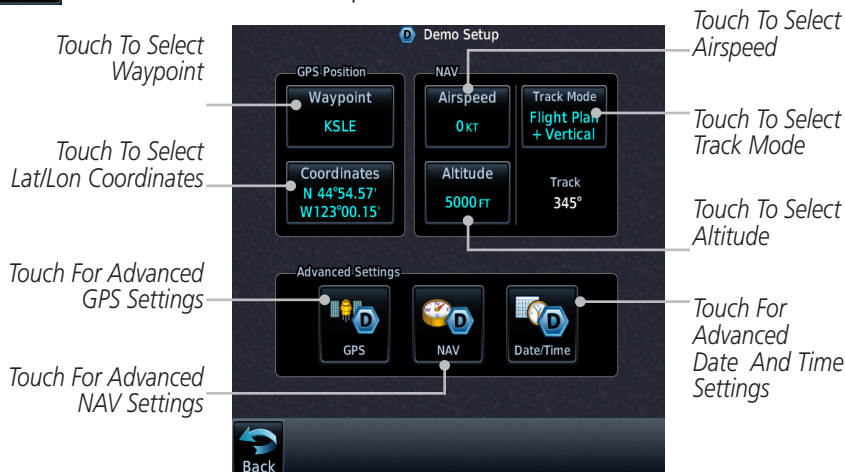 Demo Setup
Touch To Select
Waypoint
Touch To Select
Lat/Lon Coordinates
Touch For Advanced
GPS Settings
Touch For Advanced
NAV Settings
GPS Position
Waypoint
KSLE
Coordinates
N 44°54.57'
W123°00.15'
NAV
Airspeed
0KT
Altitude
5000FT
Track Mode
Flight Plan
+ Vertical
Track
345°
Advanced Settings
D
GPS
D
NAV
D
Date/Time
Back
Touch To Select
Airspeed
Touch To Select
Track Mode
Touch To Select
Altitude
Touch For
Advanced
Date And Time
Settings